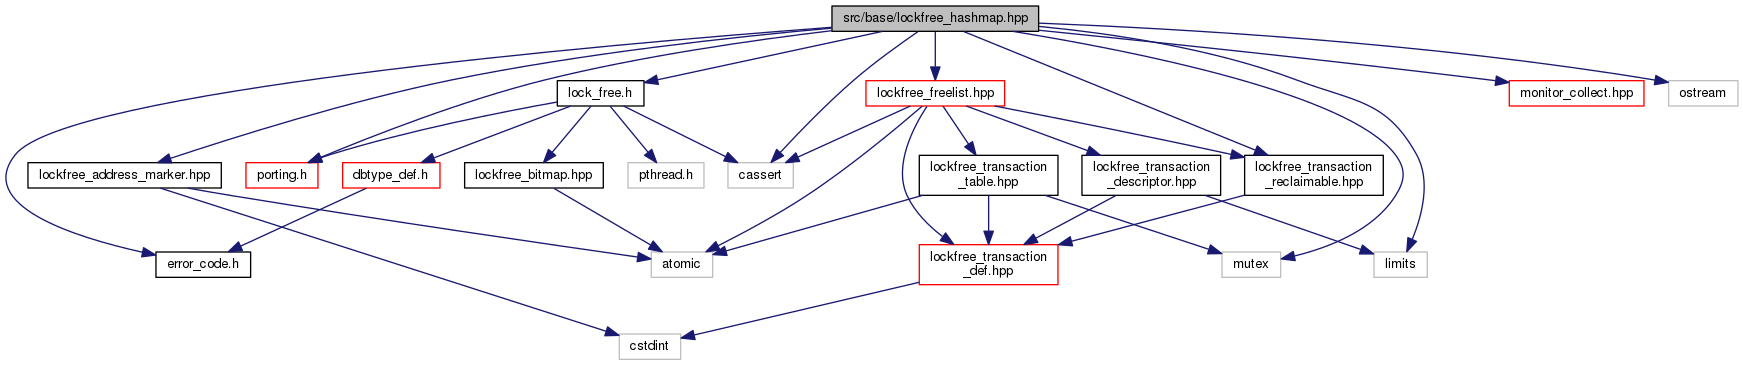 src/base/lockfree_hashmap.hpp
lock_free.h
lockfree_freelist.hpp
monitor_collect.hpp
ostream
lockfree_address_marker.hpp
porting.h
dbtype_def.h
lockfree_bitmap.hpp
pthread.h
cassert
lockfree_transaction
_table.hpp
lockfree_transaction
_descriptor.hpp
lockfree_transaction
_reclaimable.hpp
error_code.h
atomic
lockfree_transaction
_def.hpp
mutex
limits
cstdint